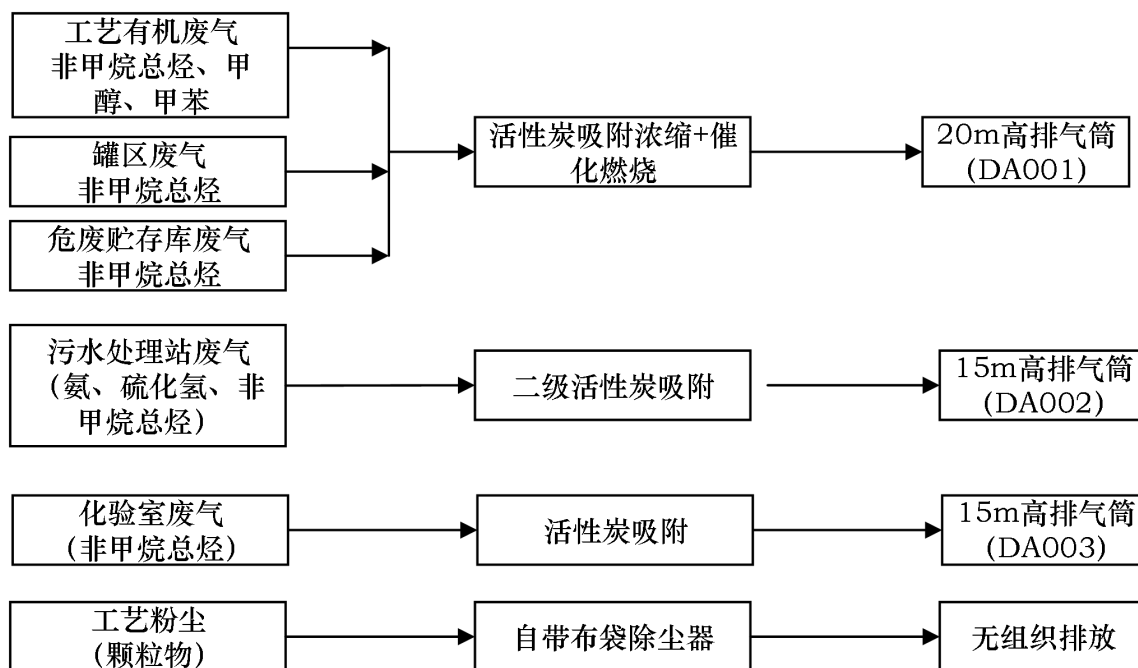 工艺有机废气
非甲烷总烃、甲
醇、甲苯
罐区废气
非甲烷总烃
危废贮存库废气
非甲烷总烃
活性炭吸附浓缩+催
化燃烧
20m高排气筒
(DA001)
污水处理站废气
(氨、硫化氢、非
甲烷总烃)
二级活性炭吸附
15m高排气筒
(DA002)
化验室废气
(非甲烷总烃)
活性炭吸附
15m高排气筒
(DA003)
工艺粉尘
(颗粒物)
自带布袋除尘器
无组织排放